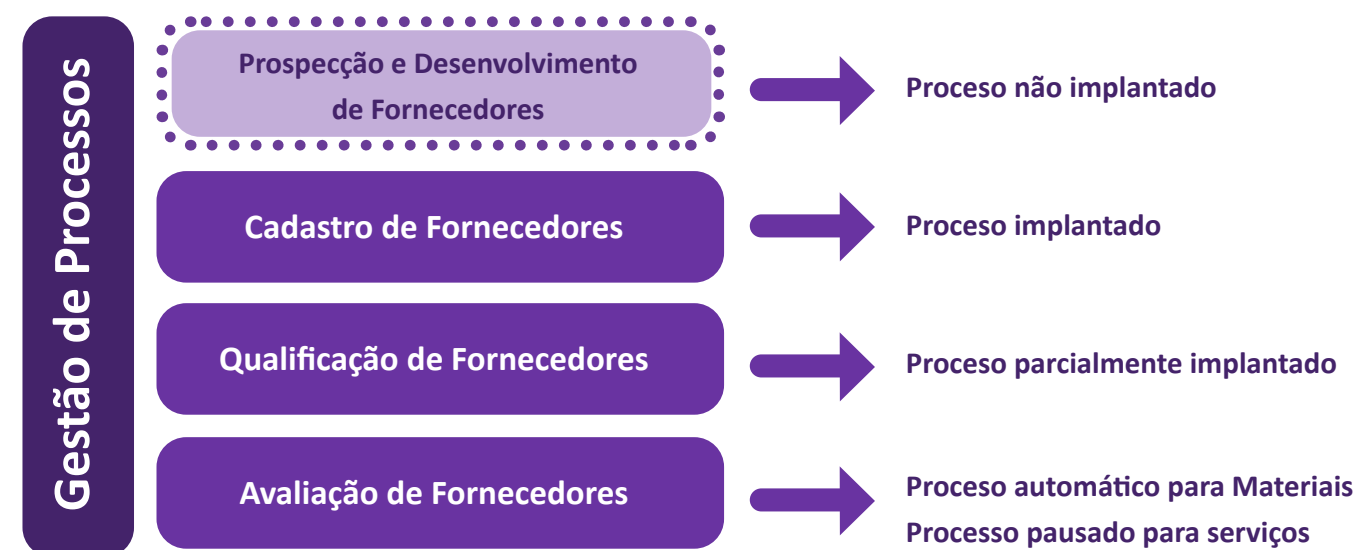 Gestão de Processos
Prospecção e Desenvolvimento
de Fornecedores
Proceso não implantado
Cadastro de Fornecedores
Proceso implantado
Qualificação de Fornecedores
Proceso parcialmente implantado
Avaliação de Fornecedores
Proceso automático para Materiais
Processo pausado para serviços